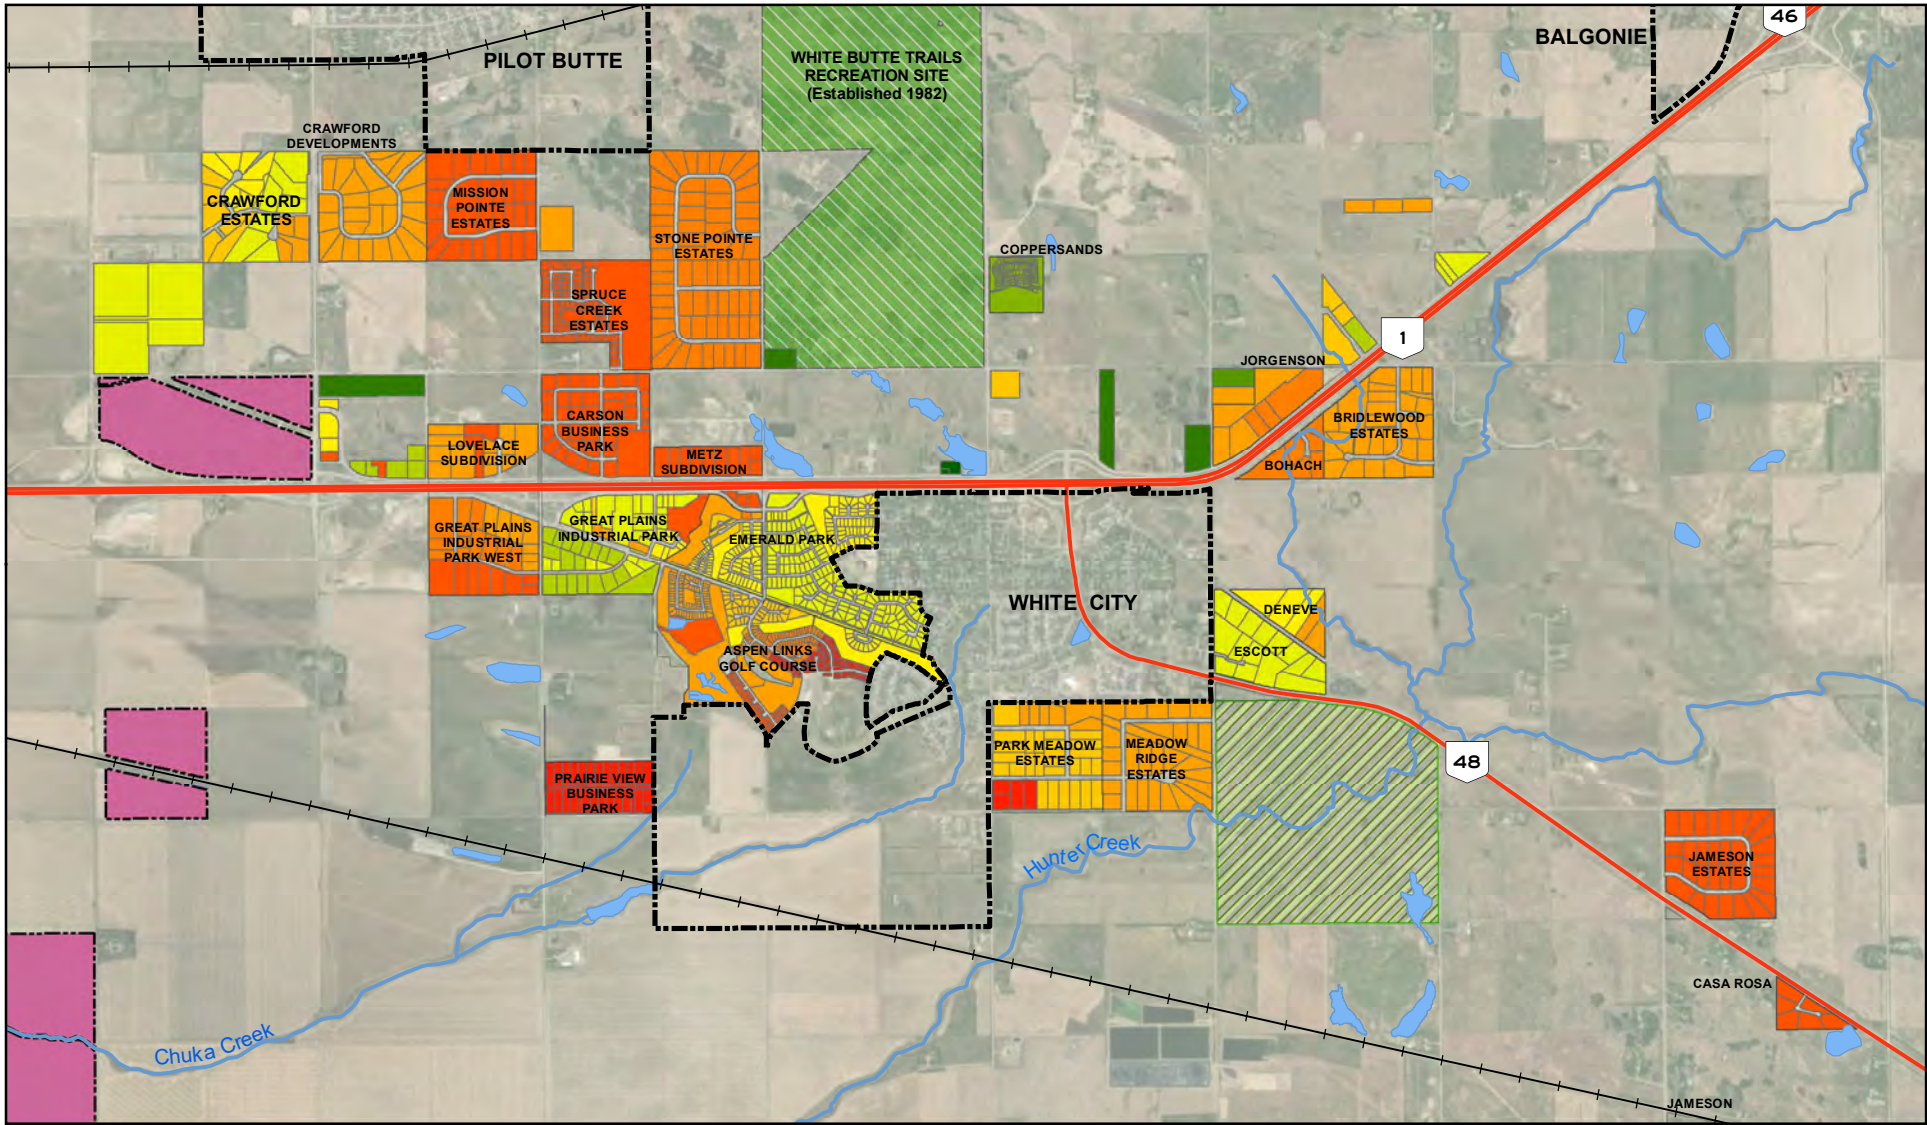 46
BALGONIE
PILOT BUTTE
WHITE BUTTE TRAILS
RECREATION SITE
(Established 1982)
CRAWFORD
DEVELOPMENTS
CRAWFORD
ESTATES
MISSION
POINTE
ESTATES
STONE POINTE
ESTATES
COPPERSANDS
SPRUCE
CREEK
ESTATES
1
JORGENSON
CARSON
BUSINESS
PARK
BRIDLEWOOD
ESTATES
LOVELACE
SUBDIVISION
METZ
SUBDIVISION
BOHACH
GREAT PLAINS
INDUSTRIAL
PARK WEST
GREAT PLAINS
INDUSTRIAL PARK
EMERALD PARK
WHITE CITY
DENEVE
ESCOTT
ASPEN LINKS
GOLF COURSE
PARK MEADOW
ESTATES
MEADOW
RIDGE
ESTATES
48
PRAIRIE VIEW
BUSINESS
PARK
Hunter Creek
JAMESON
ESTATES
CASA ROSA
Chuka Creek
JAMESON